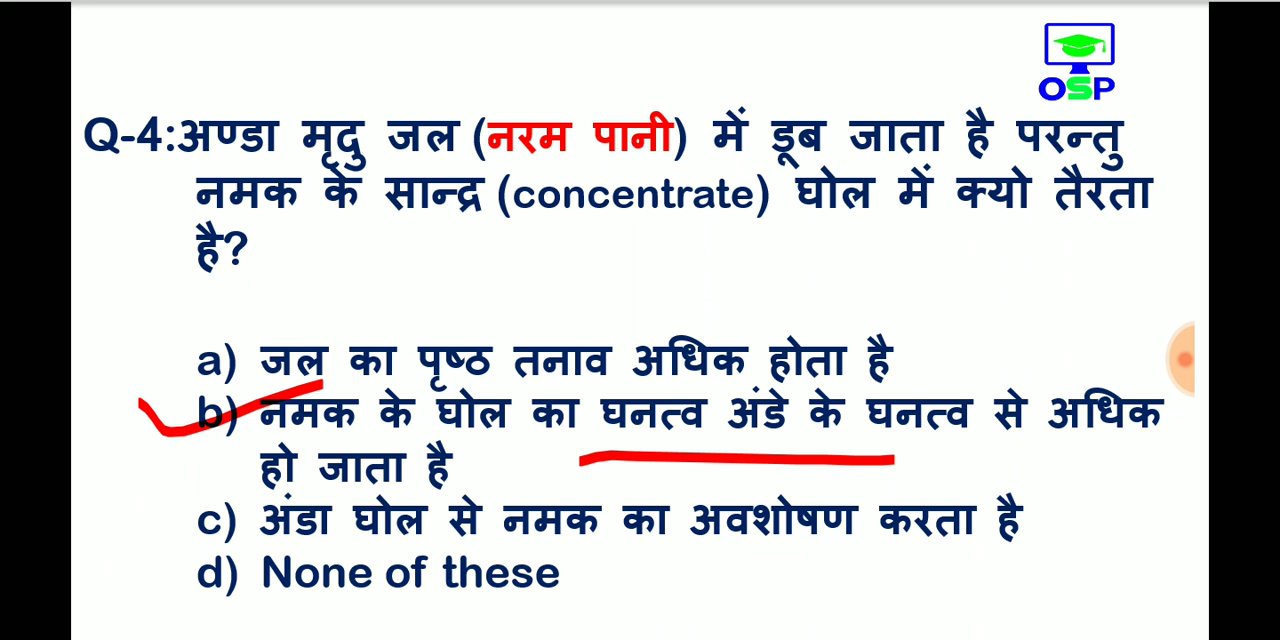 OSP
Q-4:अण्डा मृदु जल (नरम पानी) में डूब जाता है परन्तु
नमक के सान्द्र (concentrate) घोल में क्यो तैरता
है?
a) जल का पृष्ठ तनाव अधिक होता है
b) नमक के घोल का घनत्व अंडे के घनत्व से अधिक
हो जाता है
c) अंडा घोल से नमक का अवशोषण करता है
d) None of these